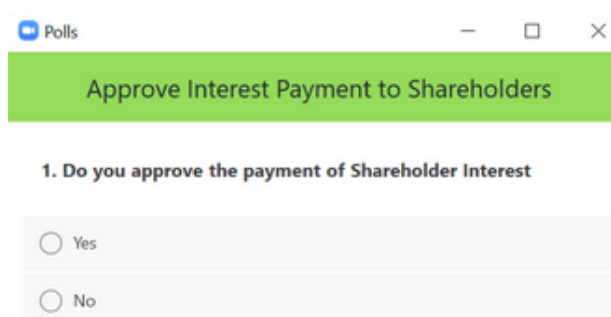 Polls
Approve Interest Payment to Shareholders
1. Do you approve the payment of Shareholder Interest
Yes
No